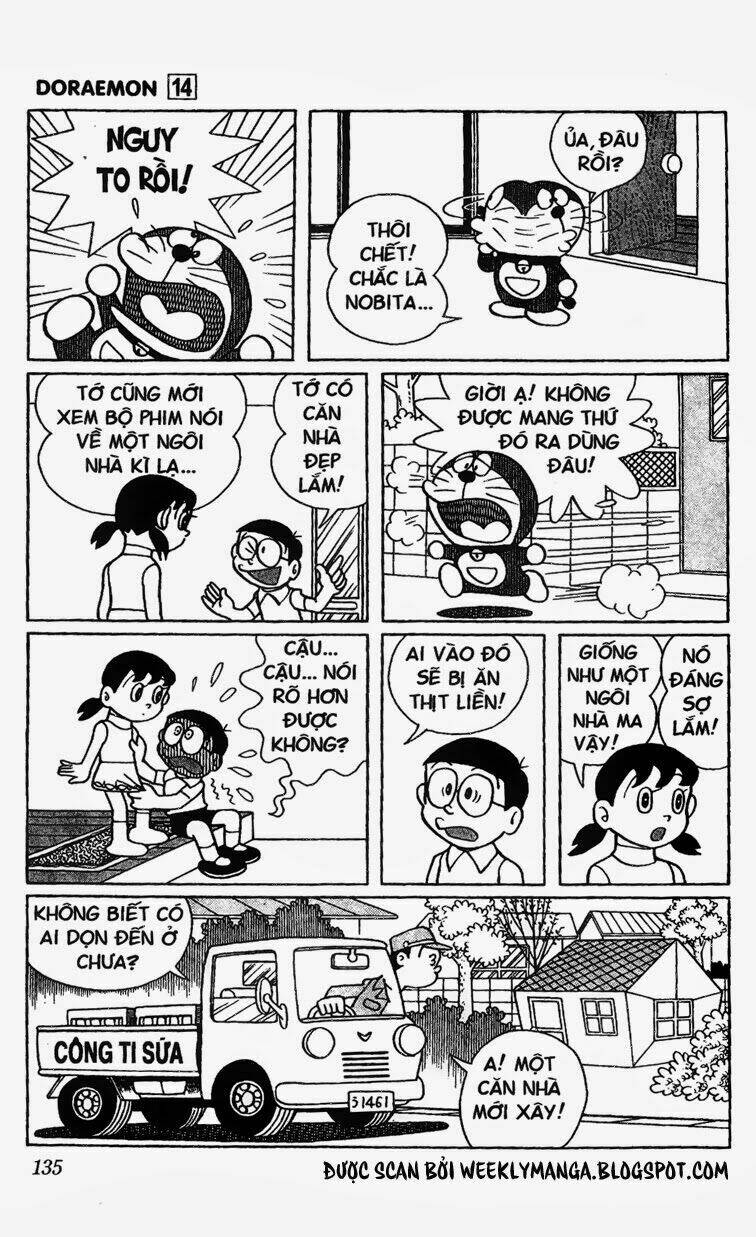 DORAEMON 14
ỦA, ĐÂU
RỒI?
THÔI
CHẾT!
CHẮC LÀ
NOBITA...
NGUY
TO RỒI!
GIỜI Ạ! KHÔNG
ĐƯỢC MANG THỨ
ĐÓ RA DÙNG
ĐÂU!
TỚ CÓ
CĂN
NHÀ
ĐẸP
LẮM!
TỚ CŨNG MỚI
XEM BỘ PHIM NÓI
VỀ MỘT NGÔI
NHÀ KÌ LẠ...
NÓ
ĐÁNG
SỢ
LẮM!
GIỐNG
NHƯ MỘT
NGÔI
NHÀ MA
VẬY!
AI VÀO ĐÓ
SẼ BỊ ĂN
THỊT LIỀN!
CẬU...
CẬU... NÓI
RÕ HƠN
ĐƯỢC
KHÔNG?
A! MỘT
CĂN NHÀ
MỚI XÂY!
KHÔNG BIẾT CÓ
AI DỌN ĐẾN Ở
CHƯA?
CÔNG TI SỮA
31461
135
ĐƯỢC SCAN BỞI WEEKLYMANGA.BLOGSPOT.COM